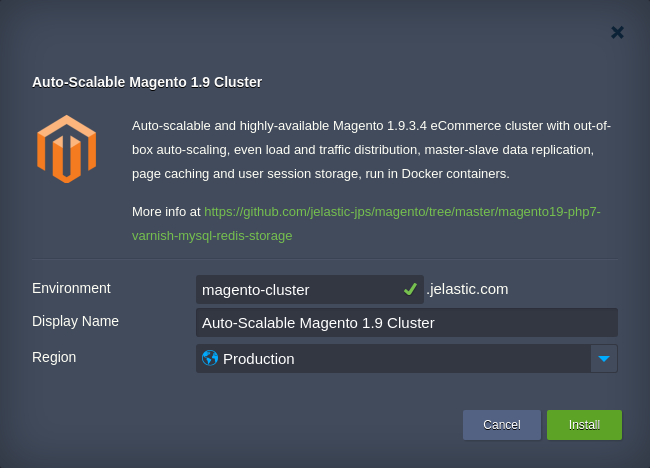 Auto-Scalable Magento 1.9 Cluster
Auto-scalable and highly-available Magento 1.9.3.4 eCommerce cluster with out-of-
box auto-scaling, even load and traffic distribution, master-slave data replication,
page caching and user session storage, run in Docker containers.
More info at https://github.com/jelastic-jps/magento/tree/master/magento19-php7-
varnish-mysql-redis-storage
Environment magento-cluster .jelastic.com
Display Name Auto-Scalable Magento 1.9 Cluster
Region Production
Cancel Install